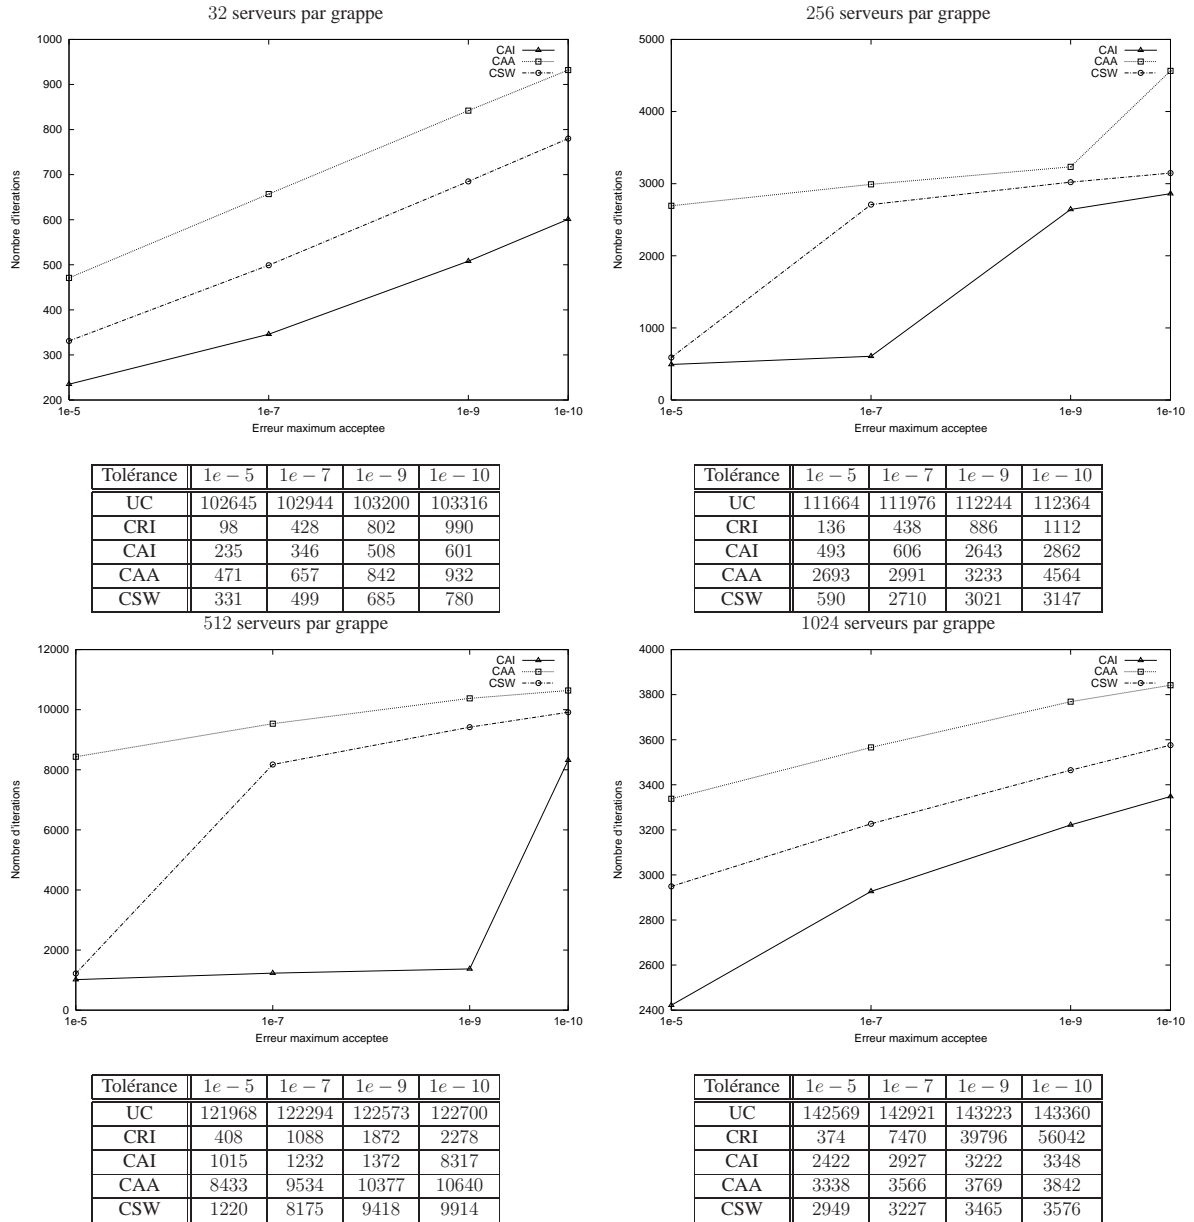 32 serveurs par grappe
1000
900
800
700
600
500
400
300
200
1e-5
1e-7
1e-9
1e-10
Nombre d'iterations
Erreur maximum acceptee
CAI
CAA
CSW
256 serveurs par grappe
5000
4000
3000
2000
1000
0
1e-5
1e-7
1e-9
1e-10
Nombre d'iterations
Erreur maximum acceptee
CAI
CAA
CSW
Tolérance 1e − 5 1e − 7 1e − 9 1e − 10
UC 102645 102944 103200 103316
CRI 98 428 802 990
CAI 235 346 508 601
CAA 471 657 842 932
CSW 331 499 685 780
Tolérance 1e − 5 1e − 7 1e − 9 1e − 10
UC 111664 111976 112244 112364
CRI 136 438 886 1112
CAI 493 606 2643 2862
CAA 2693 2991 3233 4564
CSW 590 2710 3021 3147
512 serveurs par grappe
12000
10000
8000
6000
4000
2000
0
1e-5
1e-7
1e-9
1e-10
Nombre d'iterations
Erreur maximum acceptee
CAI
CAA
CSW
1024 serveurs par grappe
4000
3800
3600
3400
3200
3000
2800
2600
2400
1e-5
1e-7
1e-9
1e-10
Nombre d'iterations
Erreur maximum acceptee
CAI
CAA
CSW
Tolérance 1e − 5 1e − 7 1e − 9 1e − 10
UC 121968 122294 122573 122700
CRI 408 1088 1872 2278
CAI 1015 1232 1372 8317
CAA 8433 9534 10377 10640
CSW 1220 8175 9418 9914
Tolérance 1e − 5 1e − 7 1e − 9 1e − 10
UC 142569 142921 143223 143360
CRI 374 7470 39796 56042
CAI 2422 2927 3222 3348
CAA 3338 3566 3769 3842
CSW 2949 3227 3465 3576